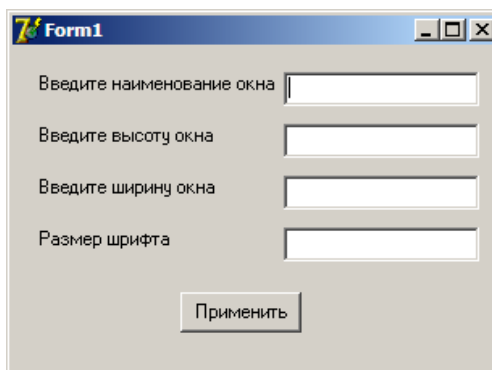 Form1
Введите наименование окна
Введите высоту окна
Введите ширину окна
Размер шрифта
Применить